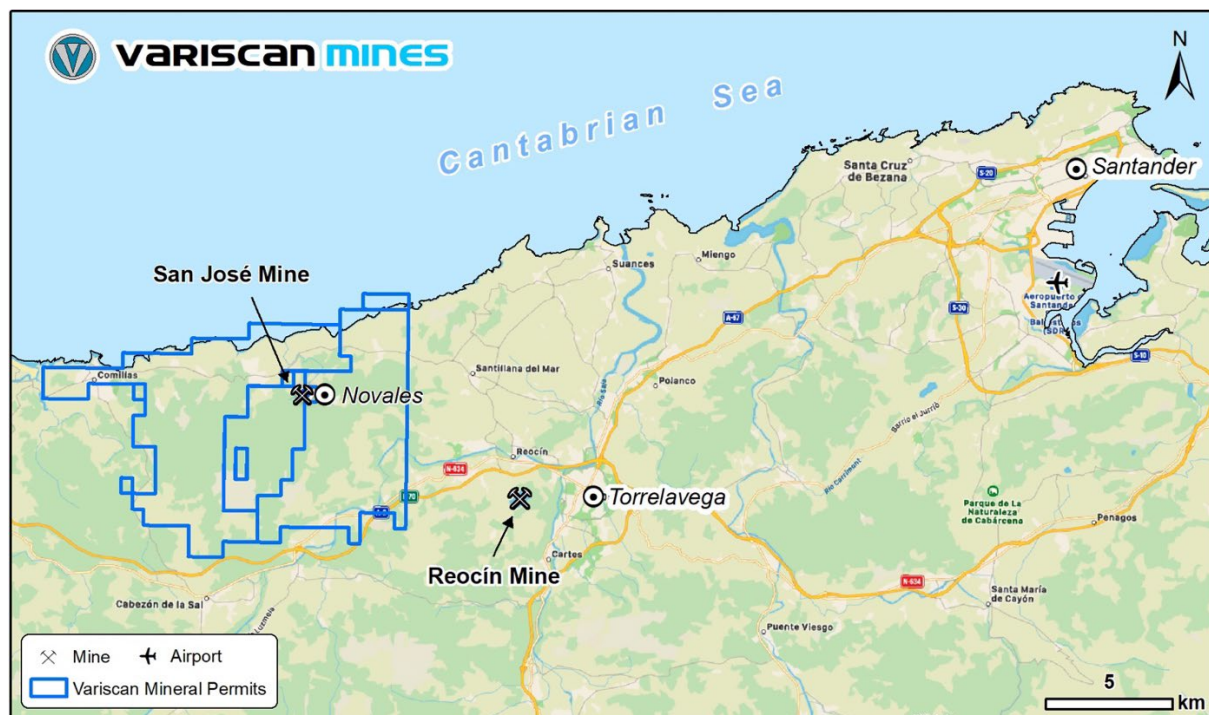 VARISCAN MINES
N
Cantabrian Sea
Santa Cruz
de Bezana
S-20
Santander
San José Mine
Suances
Miengo
Aeropuerto
Santander
S-30
A-67
S-10
Comillas
Santillana del Mar
Polanco
Novales
Reocín
N-634
Torrelavega
Parque de La
Naturaleza
de Cabárceno
Penagos
Reocín Mine
Cartes
N-634
Santa María
de Cayón
Cabezón de la Sal
Puente Viesgo
Mine
Airport
Variscan Mineral Permits
5
km